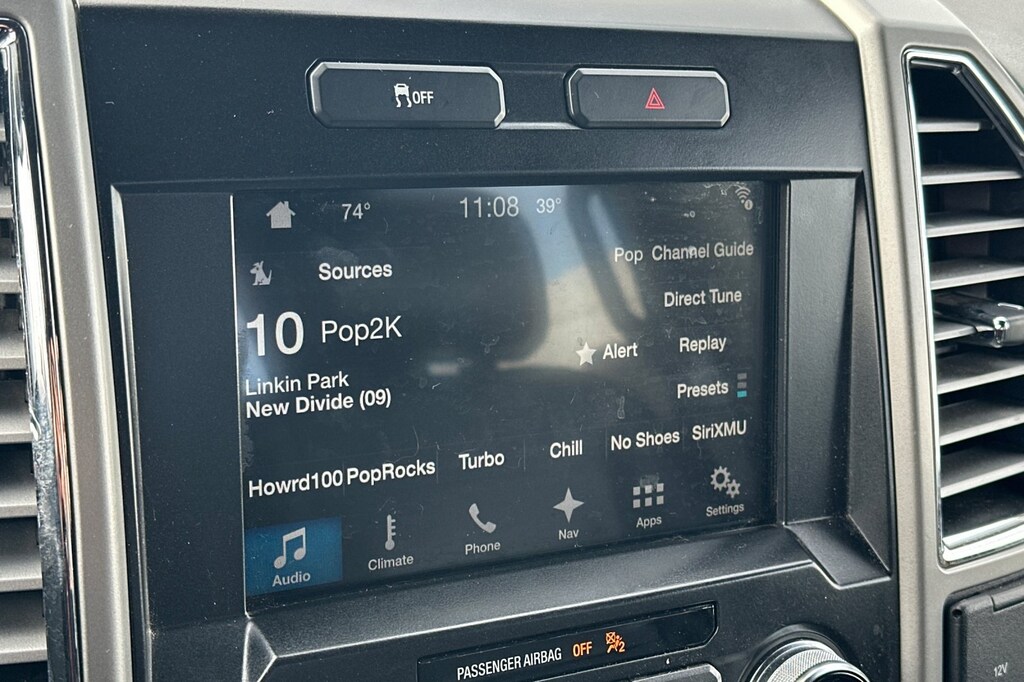 OFF
74° 11:08 39°
Sources
Pop Channel Guide
Direct Tune
10 Pop2K
Alert
Replay
Linkin Park
New Divide (09)
Presets
Howrd100 PopRocks Turbo Chill No Shoes SiriXMU
Audio Climate Phone Nav Apps Settings
PASSENGER AIRBAG OFF 2
12V